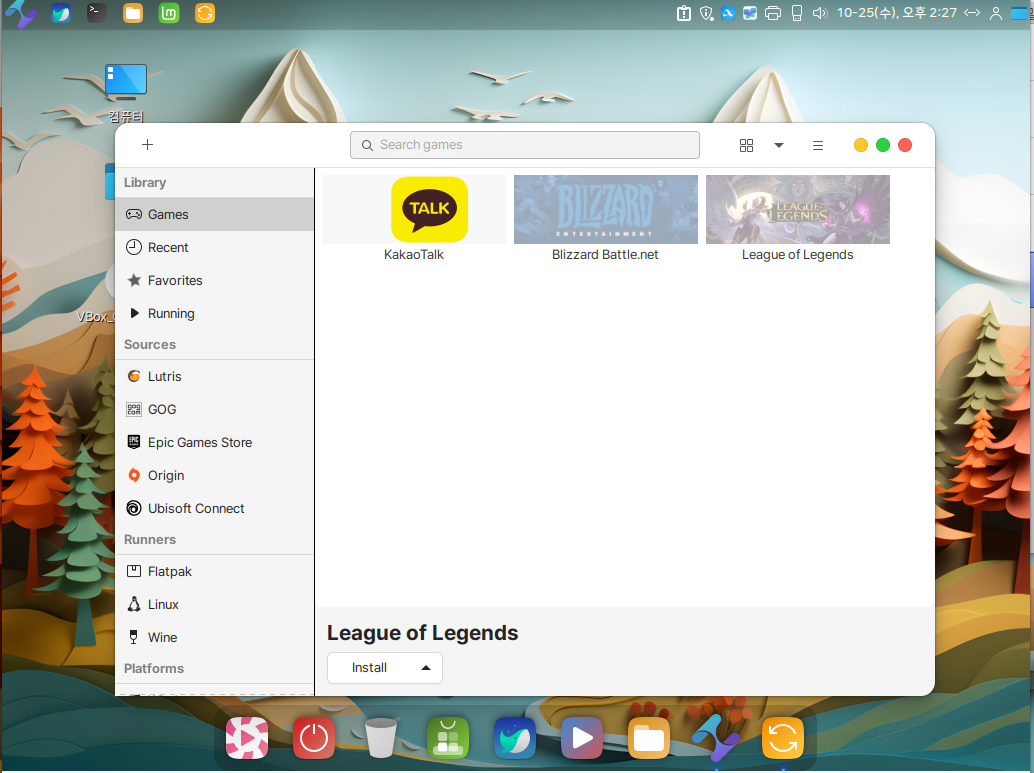 10-25(수), 오후 2:27
컴퓨터
Search games
Library
Games
Recent
Favorites
Running
Sources
Lutris
GOG
Epic Games Store
Origin
Ubisoft Connect
Runners
Flatpak
Linux
Wine
Platforms
TALK
KakaoTalk
BLIZZARD
ENTERTAINMENT
Blizzard Battle.net
LEAGUE OF
LEGENDS
League of Legends
VBox_
League of Legends
Install